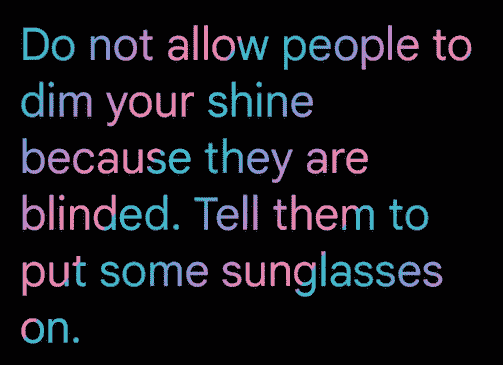 Do not allow people to
dim your shine
because they are
blinded. Tell them to
put some sunglasses
on.